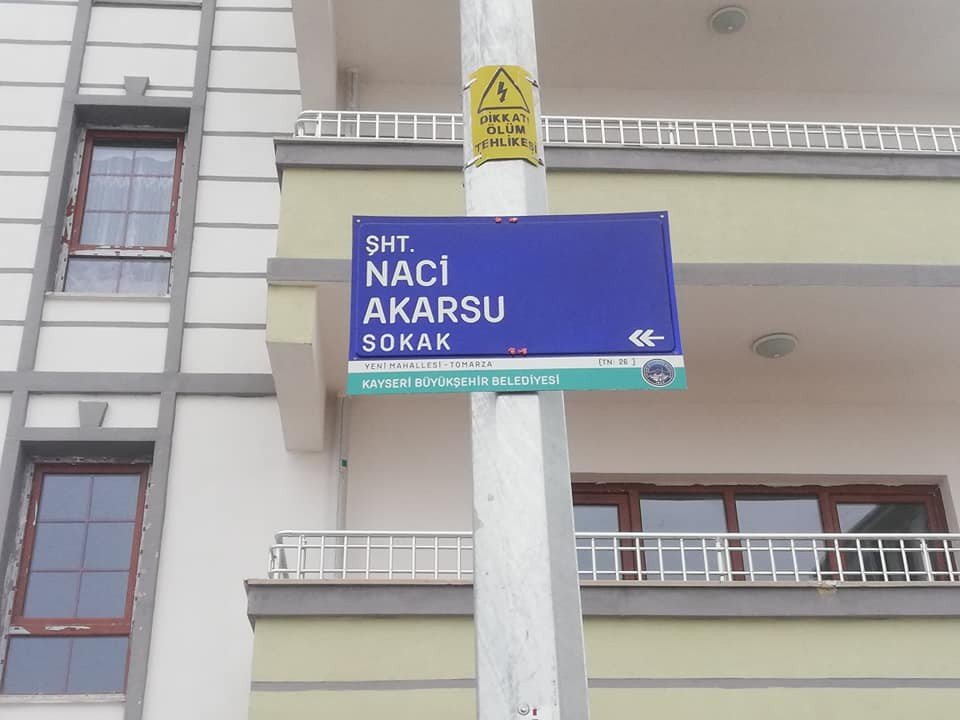 DİKKAT!
ÖLÜM
TEHLİKESİ
ŞHT.
NACİ
AKARSU
SOKAK
YENİ MAHALLESİ - TOMARZA
[TN: 26 ]
KAYSERİ BÜYÜKŞEHİR BELEDİYESİ